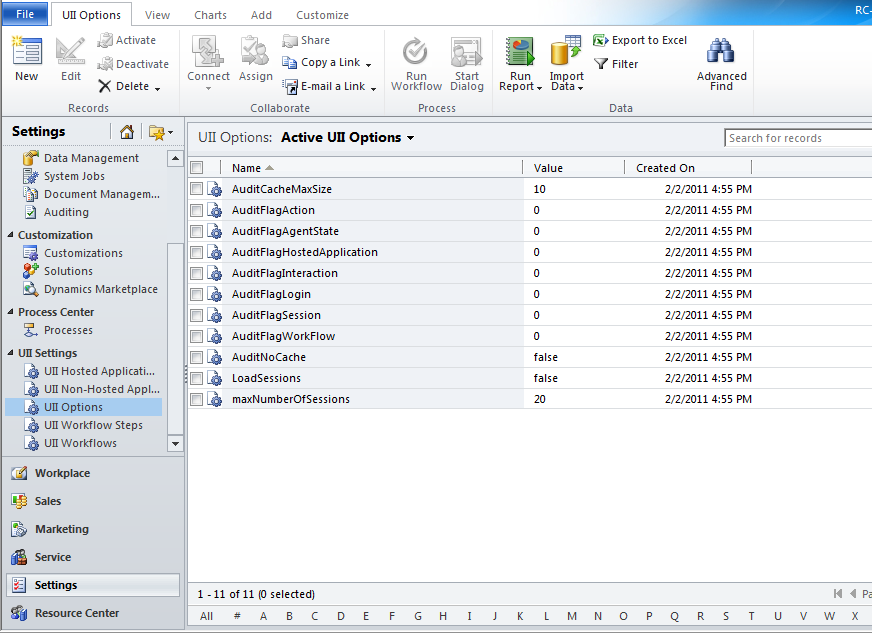 File UII Options View Charts Add Customize RC-
New Edit Activate Deactivate Delete
Records
Connect Assign Share Copy a Link E-mail a Link
Collaborate
Run Workflow Start Dialog
Process
Run Report Import Data Export to Excel Filter Advanced Find
Data
Settings
Data Management
System Jobs
Document Managem...
Auditing
Customization
Customizations
Solutions
Dynamics Marketplace
Process Center
Processes
UII Settings
UII Hosted Applicati...
UII Non-Hosted Appl...
UII Options
UII Workflow Steps
UII Workflows
Workplace
Sales
Marketing
Service
Settings
Resource Center
UII Options: Active UII Options
Search for records
Name Value Created On
AuditCacheMaxSize 10 2/2/2011 4:55 PM
AuditFlagAction 0 2/2/2011 4:55 PM
AuditFlagAgentState 0 2/2/2011 4:55 PM
AuditFlagHostedApplication 0 2/2/2011 4:55 PM
AuditFlagInteraction 0 2/2/2011 4:55 PM
AuditFlagLogin 0 2/2/2011 4:55 PM
AuditFlagSession 0 2/2/2011 4:55 PM
AuditFlagWorkFlow 0 2/2/2011 4:55 PM
AuditNoCache false 2/2/2011 4:55 PM
LoadSessions false 2/2/2011 4:55 PM
maxNumberOfSessions 20 2/2/2011 4:55 PM
1 - 11 of 11 (0 selected) Pa
All # A B C D E F G H I J K L M N O P Q R S T U V W X